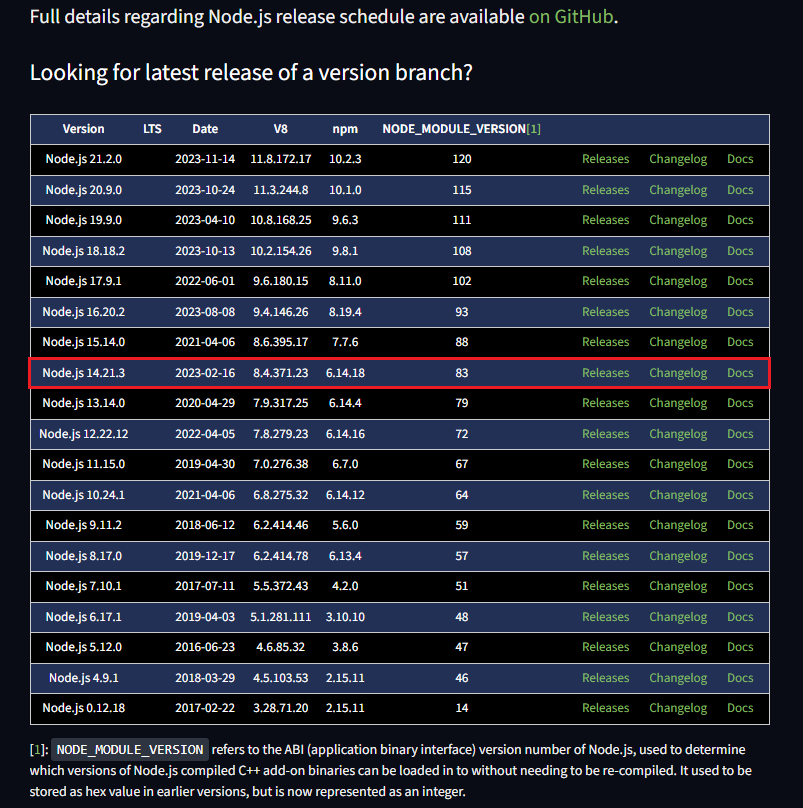 Full details regarding Node.js release schedule are available on GitHub.
Looking for latest release of a version branch?
Version LTS Date V8 npm NODE_MODULE_VERSION[1]
Node.js 21.2.0 2023-11-14 11.8.172.17 10.2.3 120 Releases Changelog Docs
Node.js 20.9.0 2023-10-24 11.3.244.8 10.1.0 115 Releases Changelog Docs
Node.js 19.9.0 2023-04-10 10.8.168.25 9.6.3 111 Releases Changelog Docs
Node.js 18.18.2 2023-10-13 10.2.154.26 9.8.1 108 Releases Changelog Docs
Node.js 17.9.1 2022-06-01 9.6.180.15 8.11.0 102 Releases Changelog Docs
Node.js 16.20.2 2023-08-08 9.4.146.26 8.19.4 93 Releases Changelog Docs
Node.js 15.14.0 2021-04-06 8.6.395.17 7.7.6 88 Releases Changelog Docs
Node.js 14.21.3 2023-02-16 8.4.371.23 6.14.18 83 Releases Changelog Docs
Node.js 13.14.0 2020-04-29 7.9.317.25 6.14.4 79 Releases Changelog Docs
Node.js 12.22.12 2022-04-05 7.8.279.23 6.14.16 72 Releases Changelog Docs
Node.js 11.15.0 2019-04-30 7.0.276.38 6.7.0 67 Releases Changelog Docs
Node.js 10.24.1 2021-04-06 6.8.275.32 6.14.12 64 Releases Changelog Docs
Node.js 9.11.2 2018-06-12 6.2.414.46 5.6.0 59 Releases Changelog Docs
Node.js 8.17.0 2019-12-17 6.2.414.78 6.13.4 57 Releases Changelog Docs
Node.js 7.10.1 2017-07-11 5.5.372.43 4.2.0 51 Releases Changelog Docs
Node.js 6.17.1 2019-04-03 5.1.281.111 3.10.10 48 Releases Changelog Docs
Node.js 5.12.0 2016-06-23 4.6.85.32 3.8.6 47 Releases Changelog Docs
Node.js 4.9.1 2018-03-29 4.5.103.53 2.15.11 46 Releases Changelog Docs
Node.js 0.12.18 2017-02-22 3.28.71.20 2.15.11 14 Releases Changelog Docs
[1]: NODE_MODULE_VERSION refers to the ABI (application binary interface) version number of Node.js, used to determine
which versions of Node.js compiled C++ add-on binaries can be loaded in to without needing to be re-compiled. It used to be
stored as hex value in earlier versions, but is now represented as an integer.